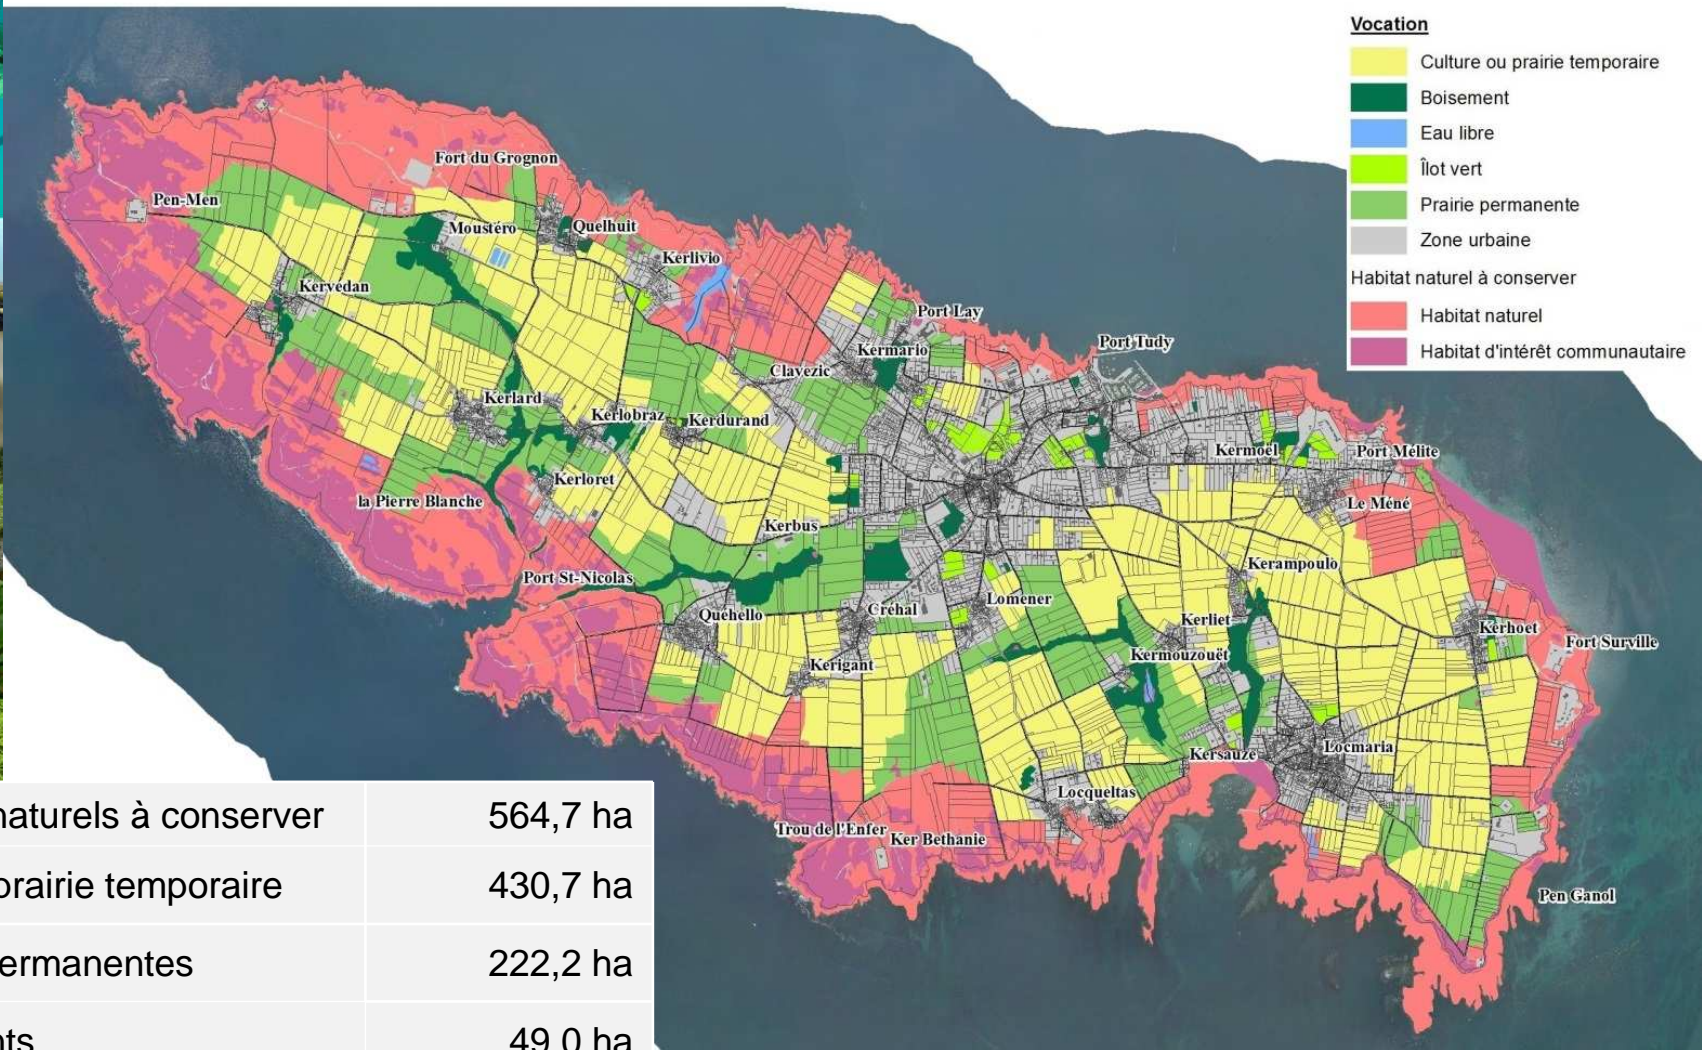 Vocation
Culture ou prairie temporaire
Boisement
Eau libre
Îlot vert
Prairie permanente
Zone urbaine
Habitat naturel à conserver
Habitat naturel
Habitat d'intérêt communautaire
Fort du Grognon
Pen-Men
Moustéro
Quelhuit
Kerlivio
Kervédan
Port Lay
Port Tudy
Kermario
Clavezic
Kerlard
Kerlobraz
Kerdurand
Kermoël
Port Melite
Kerloret
la Pierre Blanche
Le Méné
Kerbus
Kerampoulo
Port St-Nicolas
Lomener
Créhal
Quéhello
Kerliet
Kerhoet
Fort Surville
Kermouzouët
Kerigant
Locmaria
Kersauze
Locqueltas
Trou de l'Enfer
Ker Bethanie
Pen Ganol
naturels à conserver 564,7 ha
prairie temporaire 430,7 ha
ermanentes 222,2 ha
nts 49,0 ha